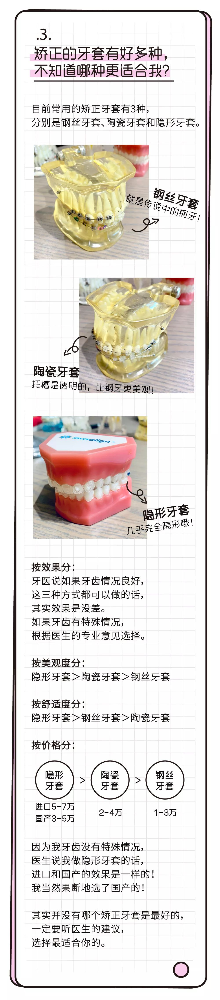 .3.
矫正的牙套有好多种，
不知道哪种更适合我？
目前常用的矫正牙套有3种，
分别是钢丝牙套、陶瓷牙套和隐形牙套。
钢丝牙套
就是传说中的钢牙！
陶瓷牙套
托槽是透明的，比钢牙更美观！
invisalign
隐形牙套
几乎完全隐形哦！
按效果分：
牙医说如果牙齿情况良好，
这三种方式都可以做的话，
其实效果是没差。
如果牙齿有特殊情况，
根据医生的专业意见选择。
按美观度分：
隐形牙套＞陶瓷牙套＞钢丝牙套
按舒适度分：
隐形牙套＞钢丝牙套＞陶瓷牙套
按价格分：
隐形牙套 > 陶瓷牙套 > 钢丝牙套
进口5-7万
国产3-5万
2-4万
1-3万
因为我牙齿没有特殊情况，
医生说我做隐形牙套的话，
进口和国产的效果是一样的！
我当然果断地选了国产的！
其实并没有哪个矫正牙套是最好的，
一定要听医生的建议，
选择最适合你的。